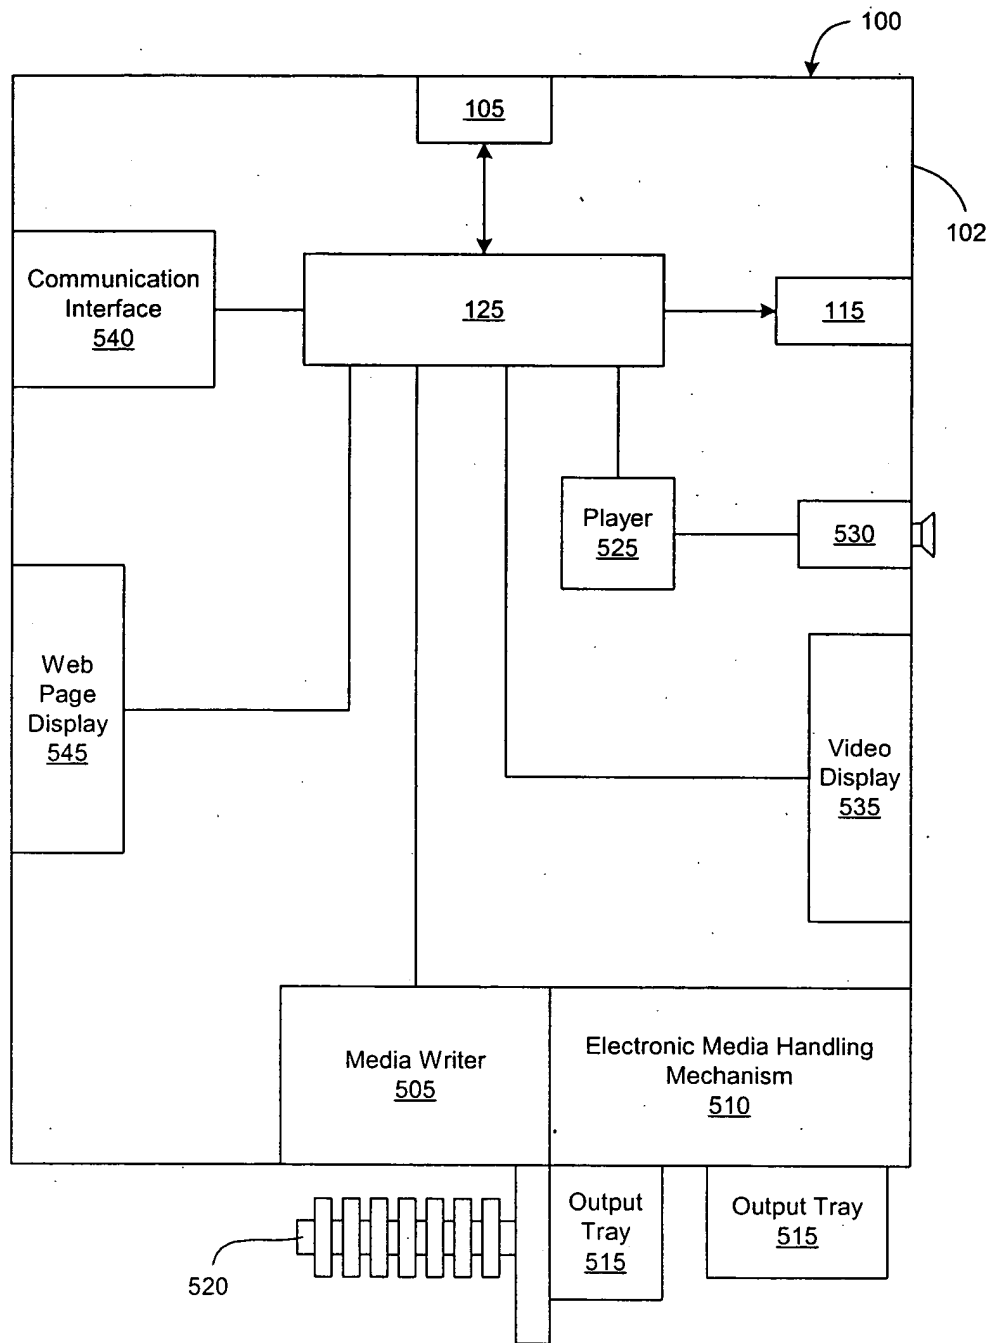 100
105
102
Communication
Interface
540
125
115
Player
525
530
Web
Page
Display
545
Video
Display
535
Media Writer
505
Electronic Media Handling
Mechanism
510
Output
Tray
515
Output Tray
515
520